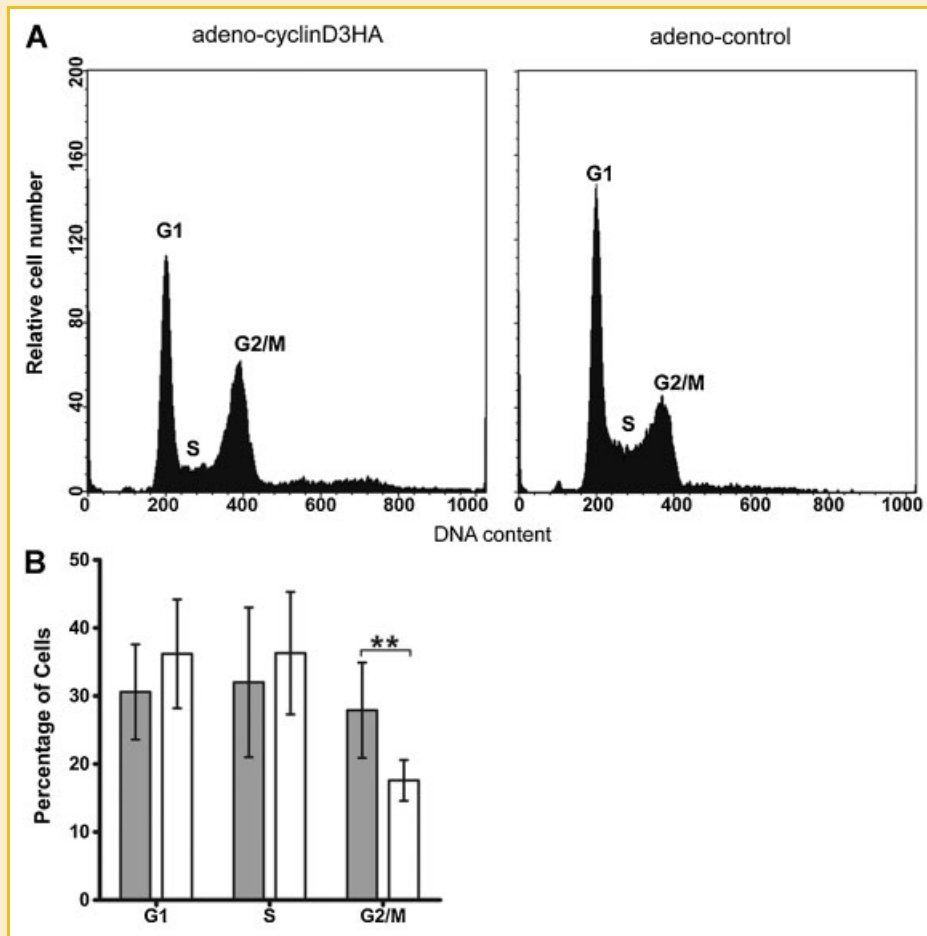 A
adeno-cyclinD3HA
adeno-control
Relative cell number
200
160
120
80
40
0
G1
S
G2/M
0 200 400 600 800 1000
G1
S
G2/M
0 200 400 600 800 1000
DNA content
B
Percentage of Cells
50
40
30
20
10
0
**
G1 S G2/M